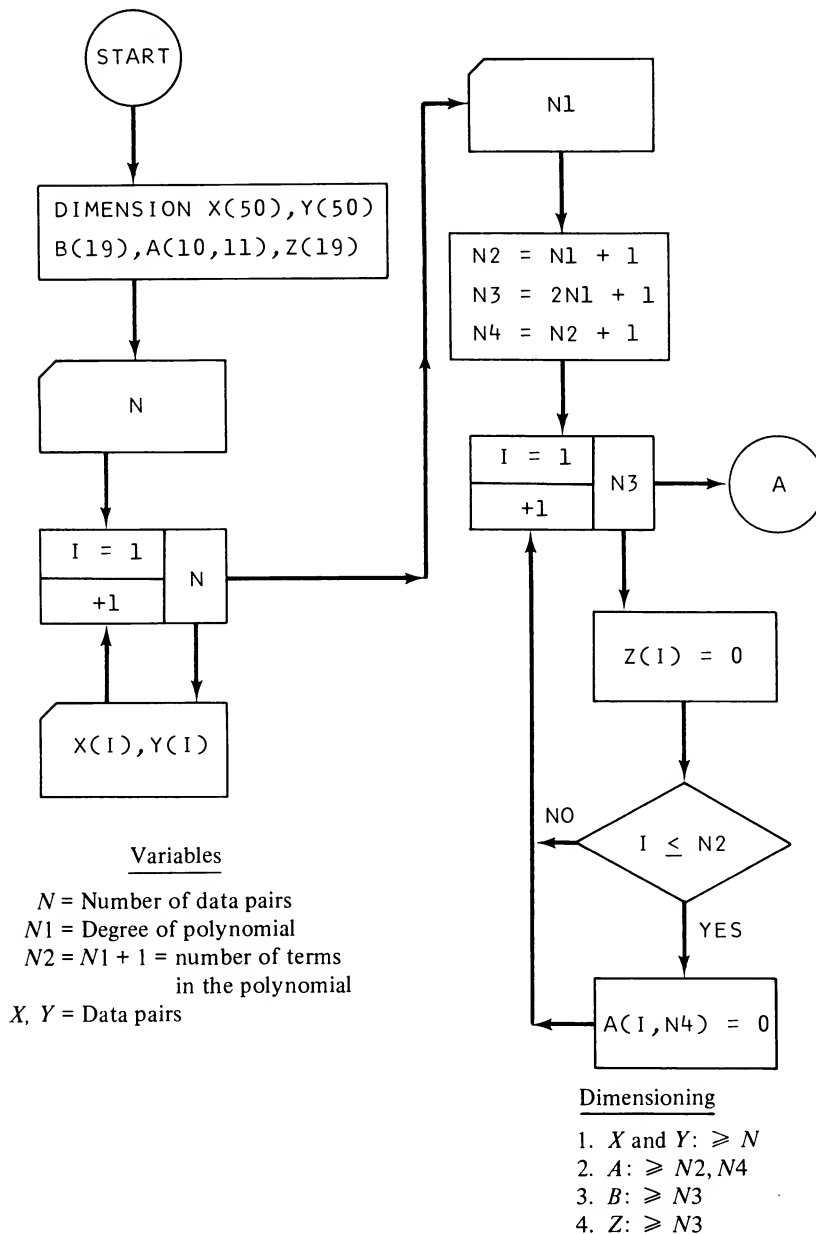 START
DIMENSION X(50),Y(50)
B(19),A(10,11),Z(19)
N
I = 1
+1
N
X(I),Y(I)
Variables
N = Number of data pairs
N1 = Degree of polynomial
N2 = N1 + 1 = number of terms
in the polynomial
X, Y = Data pairs
N1
N2 = N1 + 1
N3 = 2N1 + 1
N4 = N2 + 1
I = 1
+1
N3
A
Z(I) = 0
NO
I ≤ N2
YES
A(I,N4) = 0
Dimensioning
1. X and Y: ⩾ N
2. A: ⩾ N2, N4
3. B: ⩾ N3
4. Z: ⩾ N3